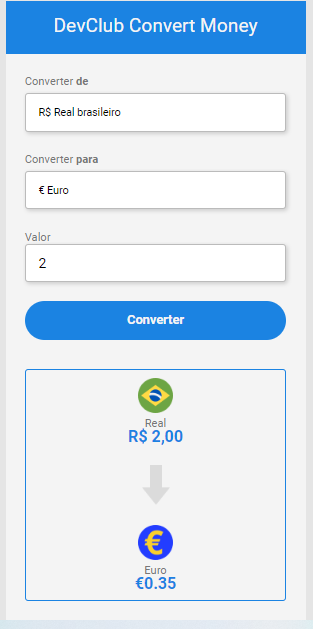 DevClub Convert Money
Converter de
R$ Real brasileiro
Converter para
€ Euro
Valor
2
Converter
Real
R$ 2,00
€
Euro
€0.35